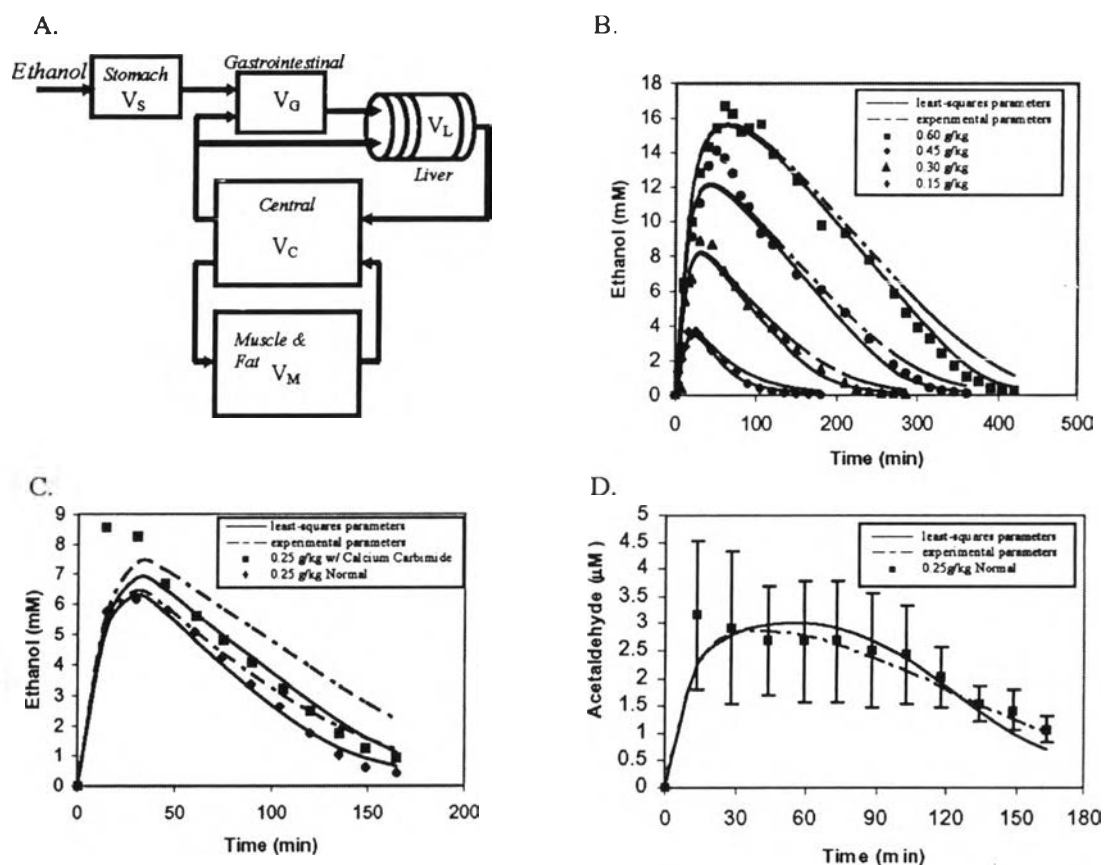 A.
Ethanol
Stomach
V_S
Gastrointestinal
V_G
V_L
Liver
Central
V_C
Muscle &
Fat
V_M
B.
Ethanol (mM)
18
16
14
12
10
8
6
4
2
0
least-squares parameters
experimental parameters
0.60 g/kg
0.45 g/kg
0.30 g/kg
0.15 g/kg
0 100 200 300 400 500
Time (min)
C.
Ethanol (mM)
9
8
7
6
5
4
3
2
1
0
least-squares parameters
experimental parameters
0.25 g/kg w/ Calcium Carbimide
0.25 g/kg Normal
0 50 100 150 200
Time (min)
D.
Acetaldehyde (µM)
5
4.5
4
3.5
3
2.5
2
1.5
1
0.5
0
least-squares parameters
experimental parameters
0.25g/kg Normal
0 30 60 90 120 150 180
Time (min)